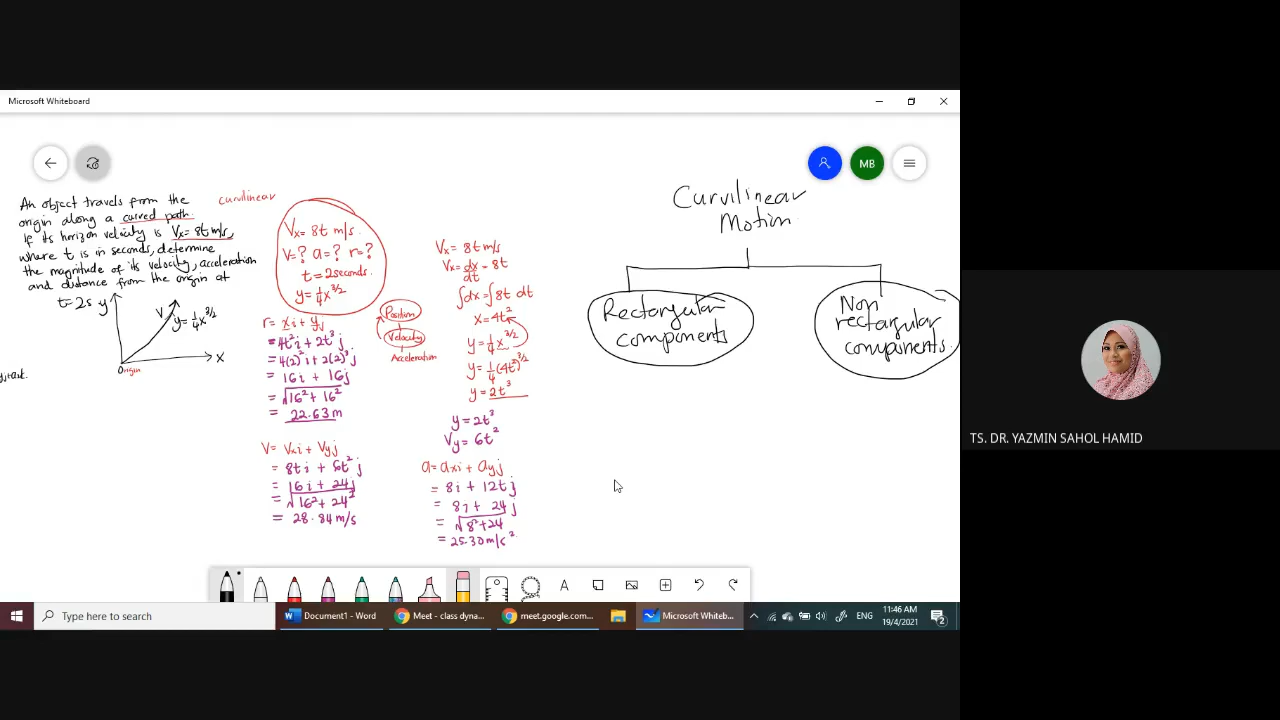 Microsoft Whiteboard
MB
An object travels from the
origin along a curved path.
If its horizon velocity is Vx = 8t m/s,
where t is in seconds, determine
the magnitude of its velocity, acceleration
and distance from the origin at
t=2s
curvilinear
y
V
y=1/4x^3/2
x
Origin
Vx = 8t m/s.
V=? a=? r=?
t = 2 seconds.
y = 1/4x^3/2
Position
Velocity
Acceleration
r= xi + yj
= 4t²i + 2t³j
= 4(2)²i + 2(2)³j
= 16i + 16j
= √16² + 16²
= 22.63m
V= Vxi + Vyj
= 8ti + 6t²j
= 16i + 24j
= √16² + 24²
= 28.84 m/s
Vx = 8t m/s
Vx = dx/dt = 8t
∫dx = ∫8t dt
x = 4t²
y = 1/4 x^3/2
y = 1/4(4t²)^3/2
y = 2t³
y = 2t³
Vy = 6t²
a = axi + ayj
= 8i + 12tj
= 8i + 24j
= √8²+24
= 25.30 m/s²
Curvilinear
Motion
Rectangular
components
Non
rectangular
components
TS. DR. YAZMIN SAHOL HAMID
A
Type here to search
Document1 - Word
Meet - class dyna...
meet.google.com...
Microsoft Whiteb...
ENG
11:46 AM
19/4/2021
2